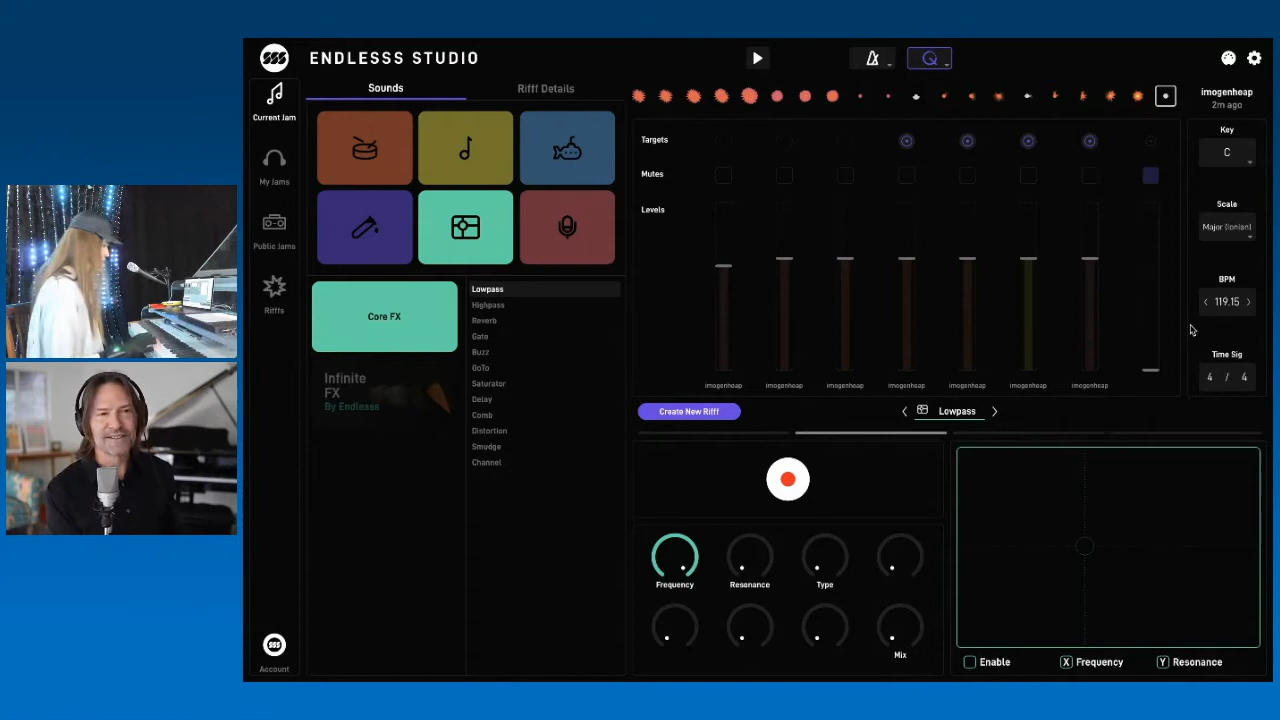 ENDLESSS STUDIO
Current Jam
My Jams
Public Jams
Rifffs
Account
Sounds
Rifff Details
Core FX
Infinite
FX
By Endlesss
Lowpass
Highpass
Reverb
Gate
Buzz
GoTo
Saturator
Delay
Comb
Distortion
Smudge
Channel
imogenheap
2m ago
Targets
Mutes
Levels
imogenheap imogenheap imogenheap imogenheap imogenheap imogenheap imogenheap
Key
C
Scale
Major (Ionian)
BPM
< 119.15 >
Time Sig
4 / 4
Create New Rifff
< Lowpass >
Frequency Resonance Type
Mix
Enable X Frequency Y Resonance